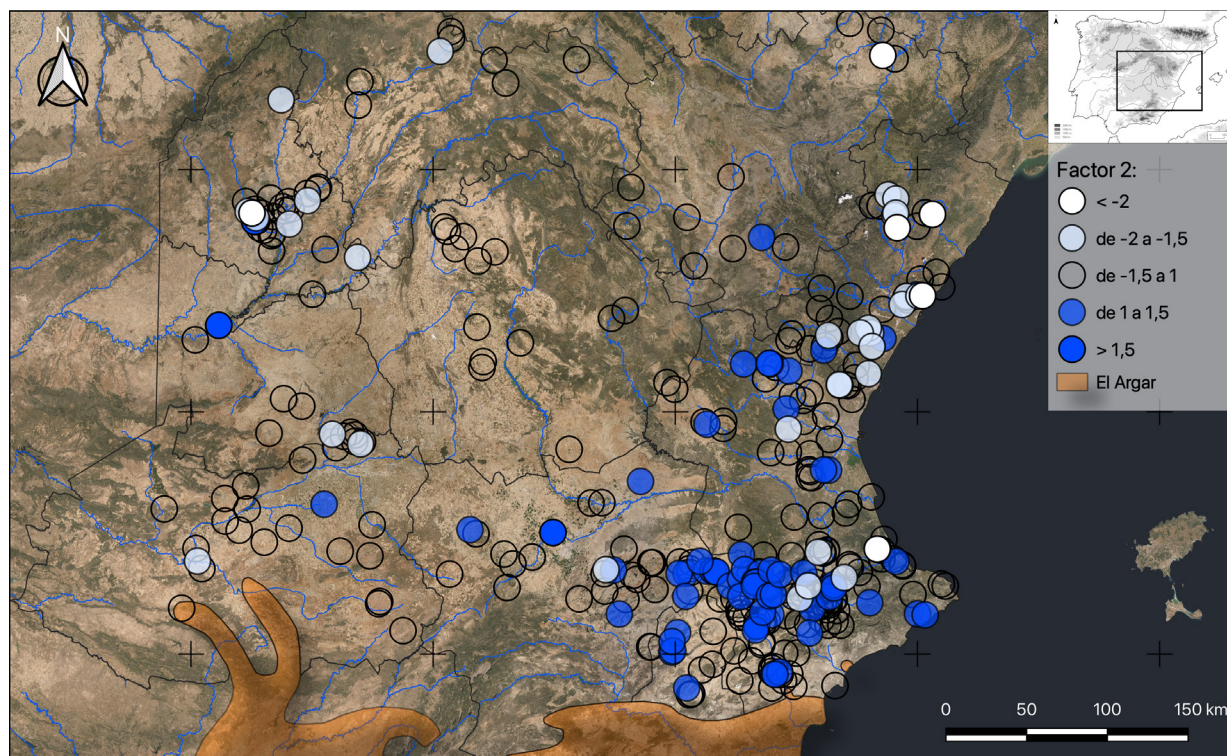 N
Factor 2:
< -2
de -2 a -1,5
de -1,5 a 1
de 1 a 1,5
> 1,5
El Argar
0 50 100 150 km